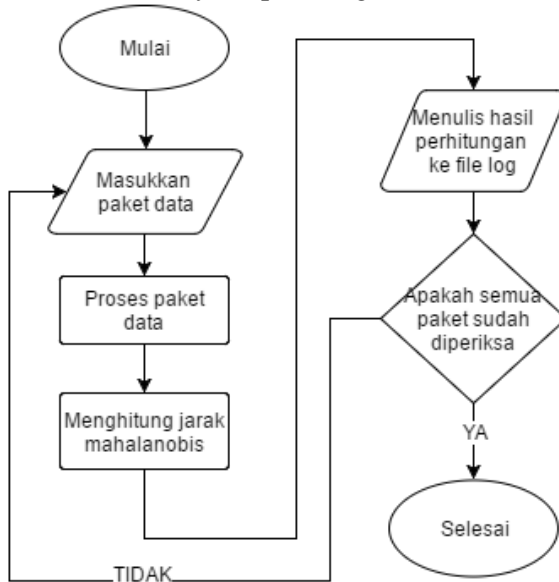 Mulai
Masukkan
paket data
Proses paket
data
Menghitung jarak
mahalanobis
Menulis hasil
perhitungan
ke file log
Apakah semua
paket sudah
diperiksa
YA
Selesai
TIDAK